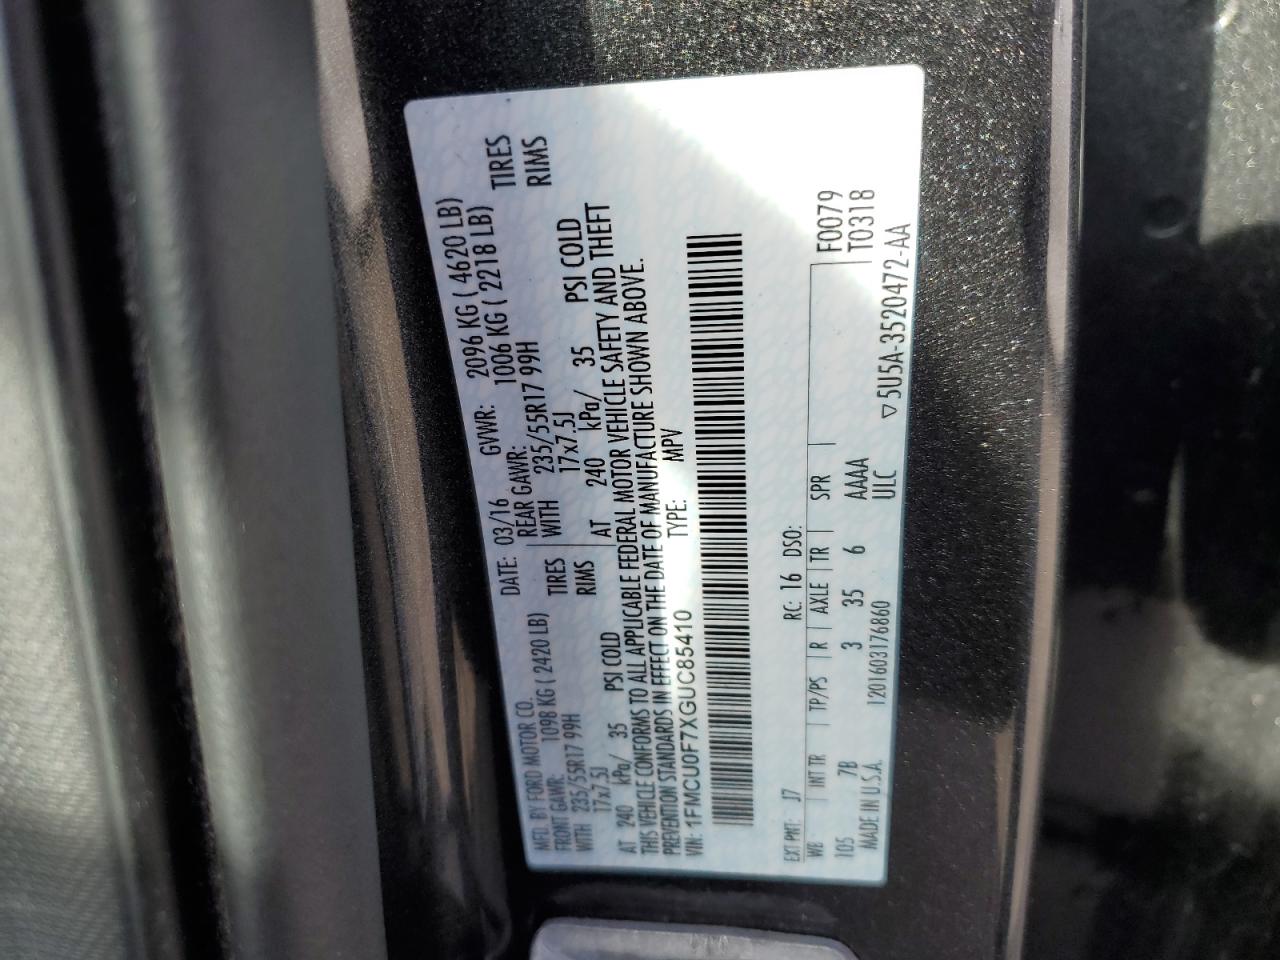 MFD. BY FORD MOTOR CO.
DATE: 03/16 GVWR: 2096 KG ( 4620 LB)
FRONT GAWR: 1098 KG ( 2420 LB) REAR GAWR: 1006 KG ( 2218 LB)
WITH 235/55R17 99H TIRES WITH 235/55R17 99H TIRES
17x7.5J RIMS 17x7.5J RIMS
AT 240 kPa/ 35 PSI COLD AT 240 kPa/ 35 PSI COLD
THIS VEHICLE CONFORMS TO ALL APPLICABLE FEDERAL MOTOR VEHICLE SAFETY AND THEFT
PREVENTION STANDARDS IN EFFECT ON THE DATE OF MANUFACTURE SHOWN ABOVE.
VIN: 1FMCU0F7XGUC85410 TYPE: MPV
EXT PNT: J7 RC: 16 DSO: F0079
WB INT TR TP/PS R AXLE TR SPR T0318
105 7B 3 35 6 AAAA
MADE IN U.S.A. 1201603176860 ULC ▽5U5A-3520472-AA